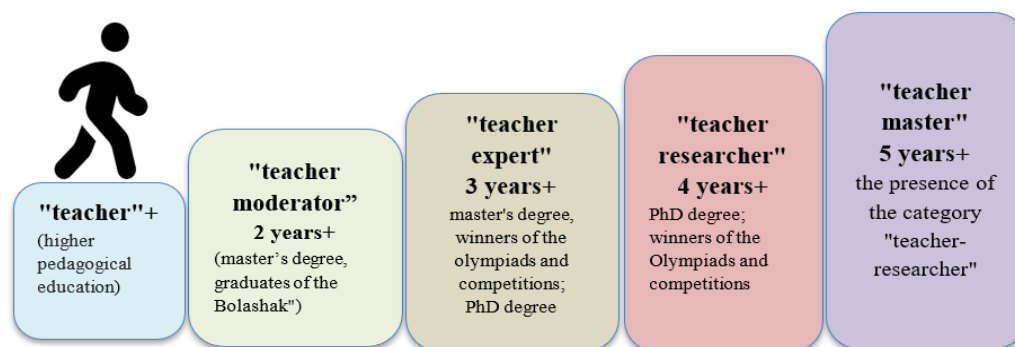 "teacher"+
(higher
pedagogical
education)
"teacher
moderator”
2 years+
(master’s degree,
graduates of the
Bolashak")
"teacher
expert"
3 years+
master's degree,
winners of the
olympiads and
competitions;
PhD degree
"teacher
researcher"
4 years+
PhD degree;
winners of the
Olympiads and
competitions
"teacher
master"
5 years+
the presence of
the category
"teacher-
researcher"